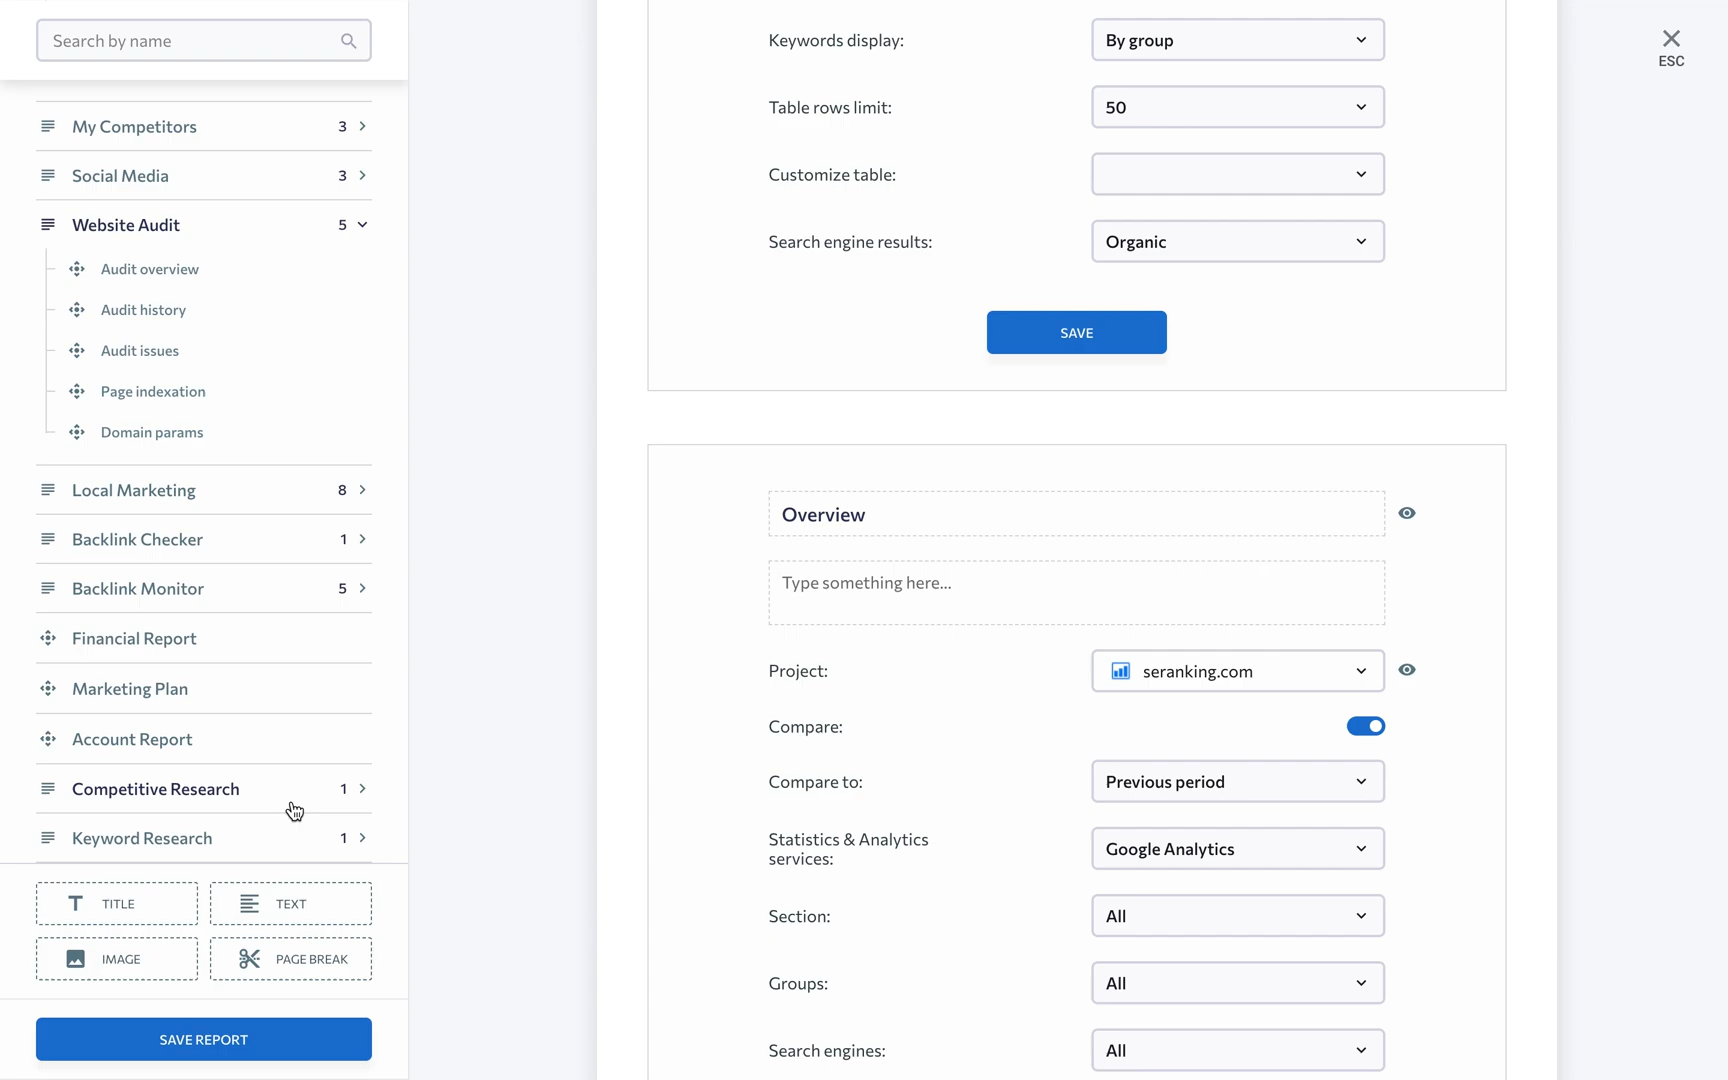 Search by name
My Competitors 3
Social Media 3
Website Audit 5
Audit overview
Audit history
Audit issues
Page indexation
Domain params
Local Marketing 8
Backlink Checker 1
Backlink Monitor 5
Financial Report
Marketing Plan
Account Report
Competitive Research 1
Keyword Research 1
TITLE TEXT
IMAGE PAGE BREAK
SAVE REPORT
Keywords display: By group
Table rows limit: 50
Customize table:
Search engine results: Organic
SAVE
Overview
Type something here...
Project: seranking.com
Compare:
Compare to: Previous period
Statistics & Analytics
services: Google Analytics
Section: All
Groups: All
Search engines: All
ESC